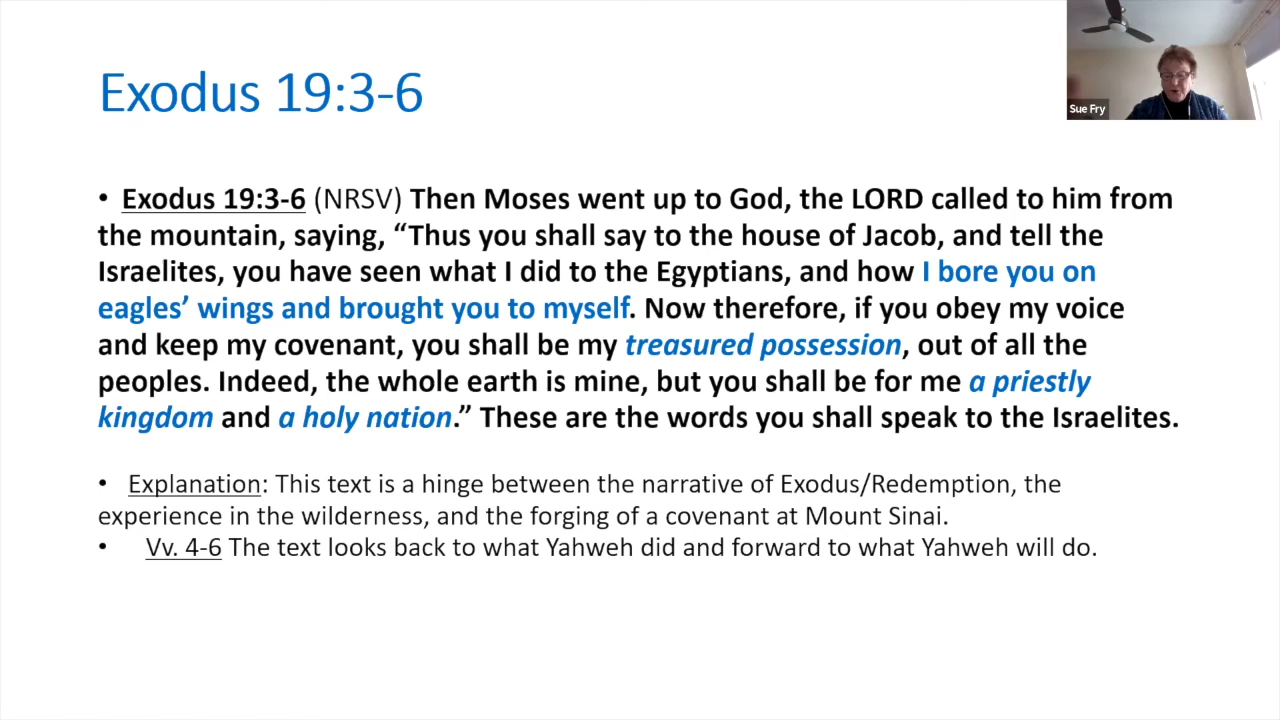 Exodus 19:3-6
Sue Fry
• Exodus 19:3-6 (NRSV) Then Moses went up to God, the LORD called to him from
the mountain, saying, “Thus you shall say to the house of Jacob, and tell the
Israelites, you have seen what I did to the Egyptians, and how I bore you on
eagles’ wings and brought you to myself. Now therefore, if you obey my voice
and keep my covenant, you shall be my treasured possession, out of all the
peoples. Indeed, the whole earth is mine, but you shall be for me a priestly
kingdom and a holy nation.” These are the words you shall speak to the Israelites.
• Explanation: This text is a hinge between the narrative of Exodus/Redemption, the
experience in the wilderness, and the forging of a covenant at Mount Sinai.
• Vv. 4-6 The text looks back to what Yahweh did and forward to what Yahweh will do.